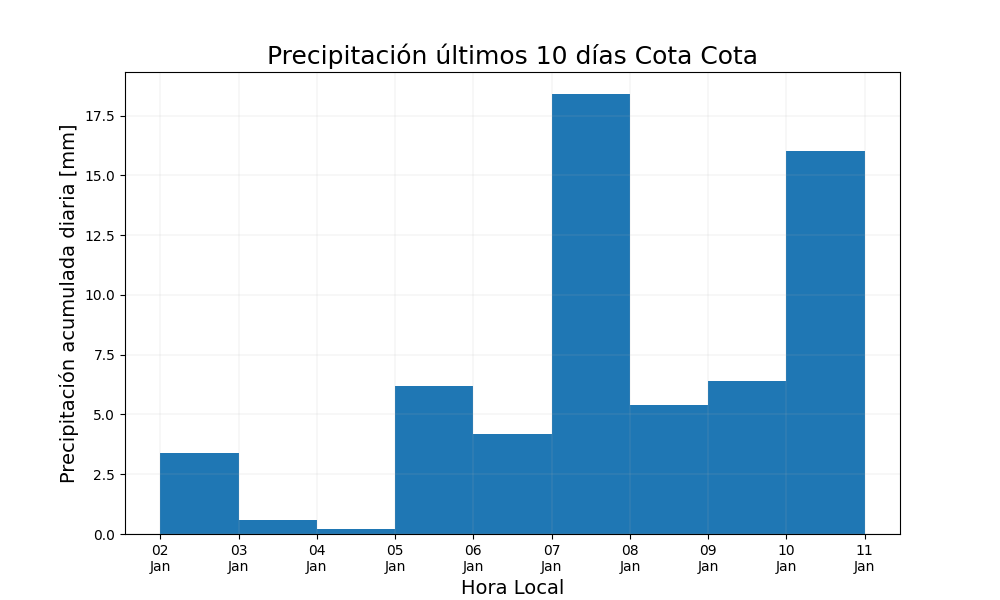 Precipitación últimos 10 días Cota Cota
Precipitación acumulada diaria [mm]
17.5
15.0
12.5
10.0
7.5
5.0
2.5
0.0
02 03 04 05 06 07 08 09 10 11
Jan Jan Jan Jan Jan Jan Jan Jan Jan Jan
Hora Local